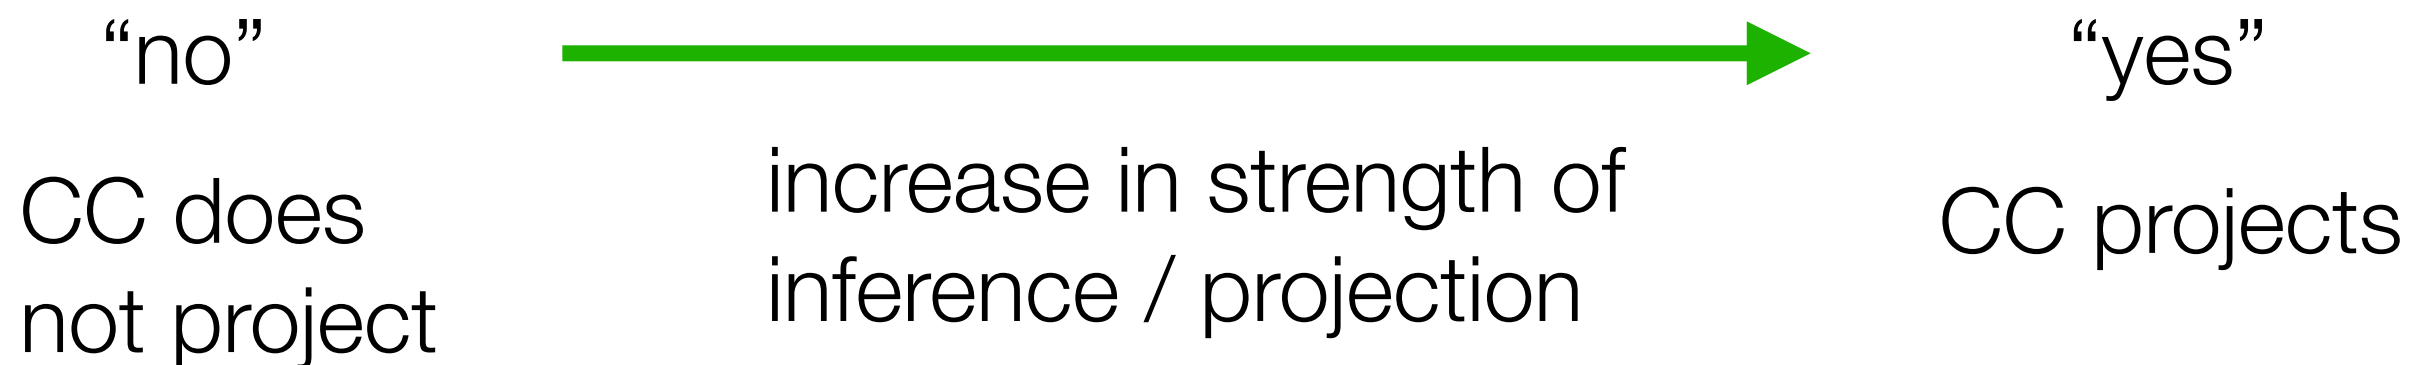 “no”
“yes”
CC does
not project
increase in strength of
inference / projection
CC projects